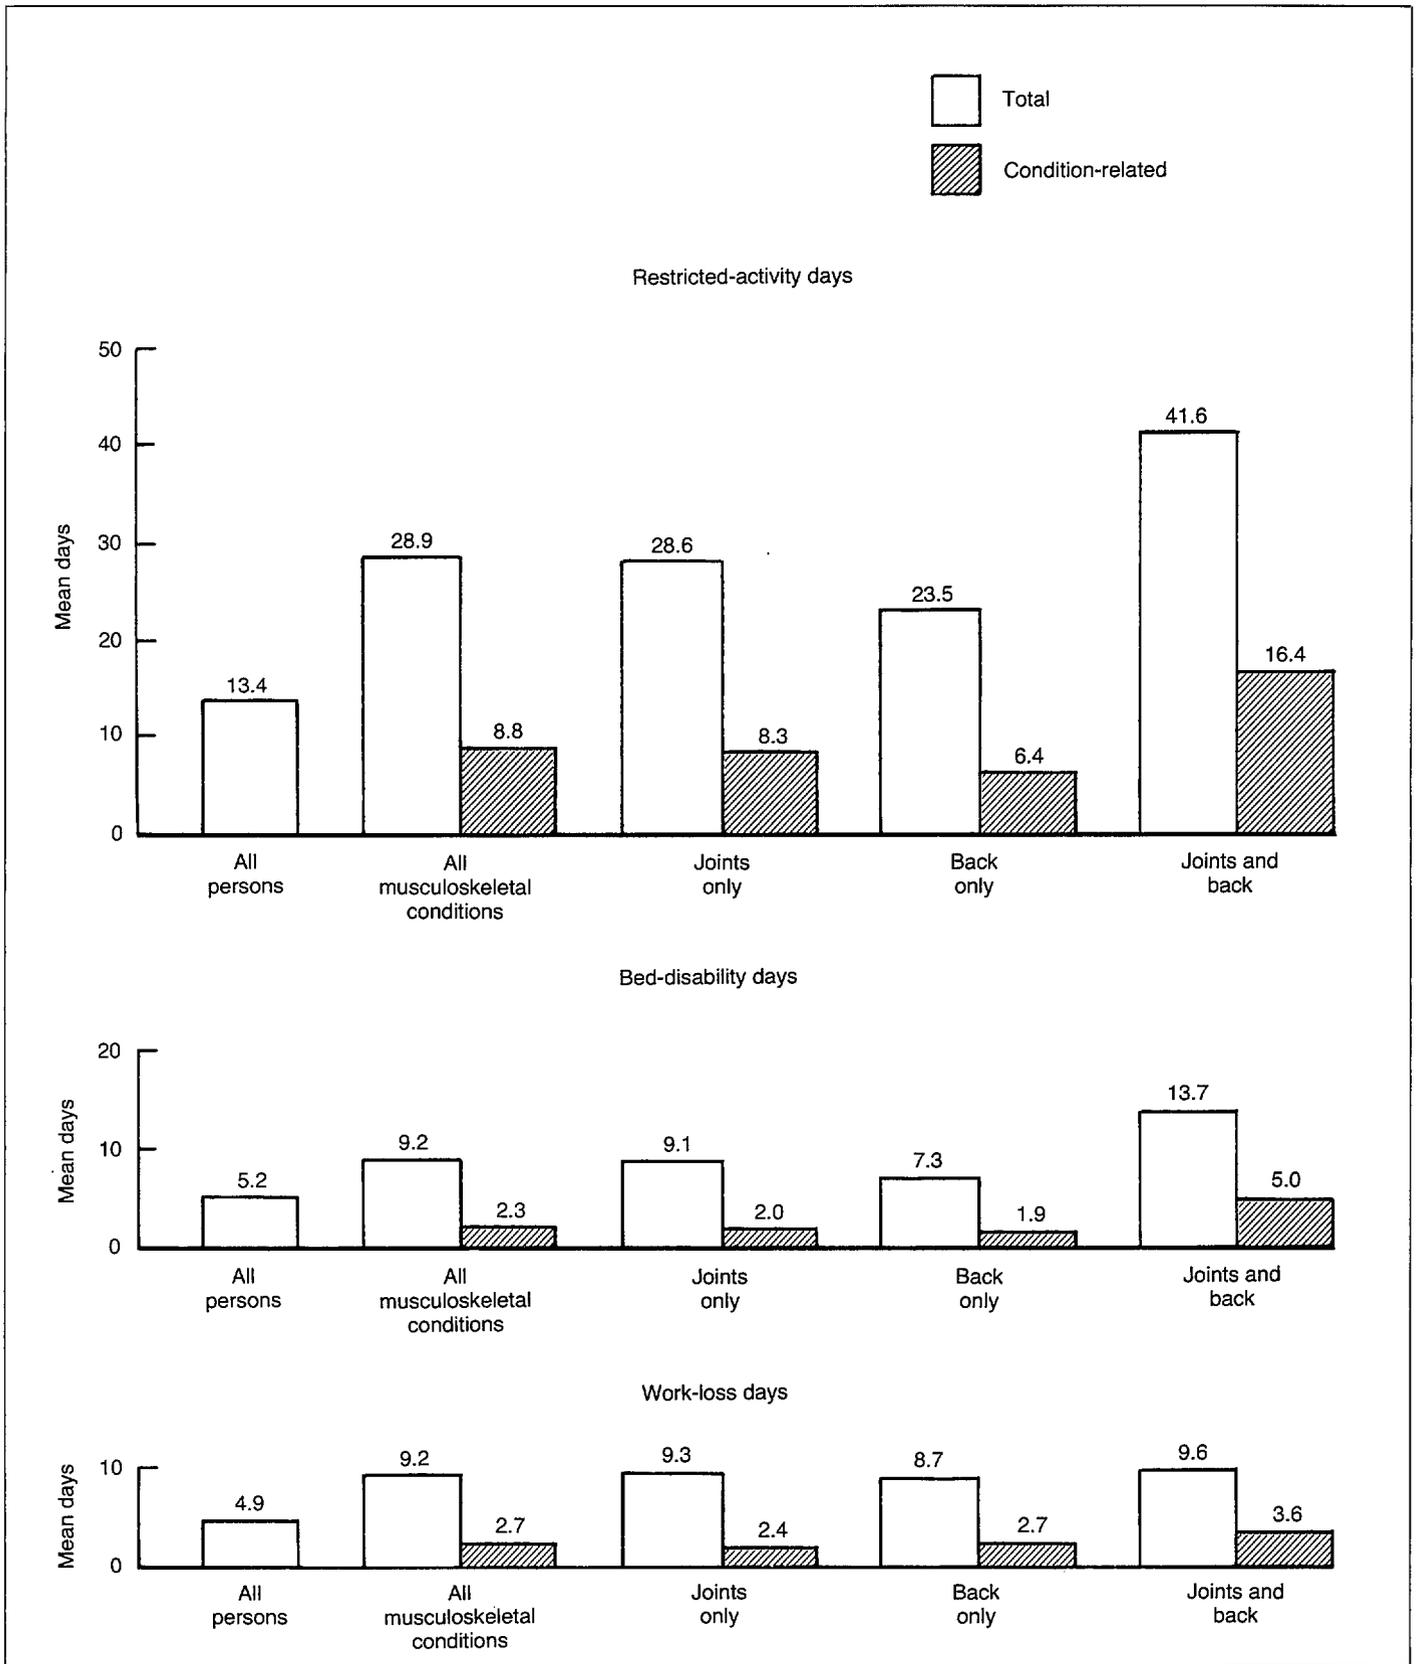 Total
Condition-related
Restricted-activity days
Mean days
50
40
30
20
10
0
13.4
28.9
8.8
28.6
8.3
23.5
6.4
41.6
16.4
All
persons
All
musculoskeletal
conditions
Joints
only
Back
only
Joints and
back
Bed-disability days
Mean days
20
10
0
5.2
9.2
2.3
9.1
2.0
7.3
1.9
13.7
5.0
All
persons
All
musculoskeletal
conditions
Joints
only
Back
only
Joints and
back
Work-loss days
Mean days
10
0
4.9
9.2
2.7
9.3
2.4
8.7
2.7
9.6
3.6
All
persons
All
musculoskeletal
conditions
Joints
only
Back
only
Joints and
back